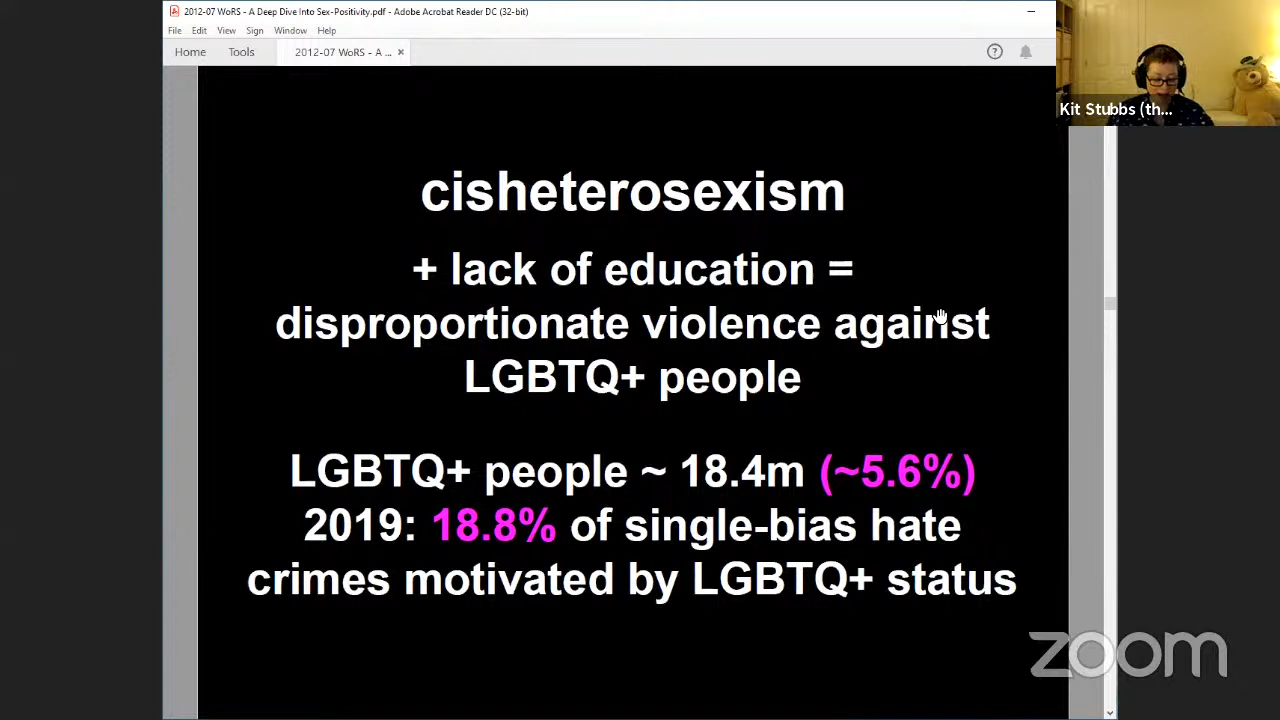 2012-07 WoRS - A Deep Dive Into Sex-Positivity.pdf - Adobe Acrobat Reader DC (32-bit)
File Edit View Sign Window Help
Home Tools 2012-07 WoRS - A ... ×
Kit Stubbs (th...
cisheterosexism
+ lack of education =
disproportionate violence against
LGBTQ+ people
LGBTQ+ people ~ 18.4m (~5.6%)
2019: 18.8% of single-bias hate
crimes motivated by LGBTQ+ status
zoom